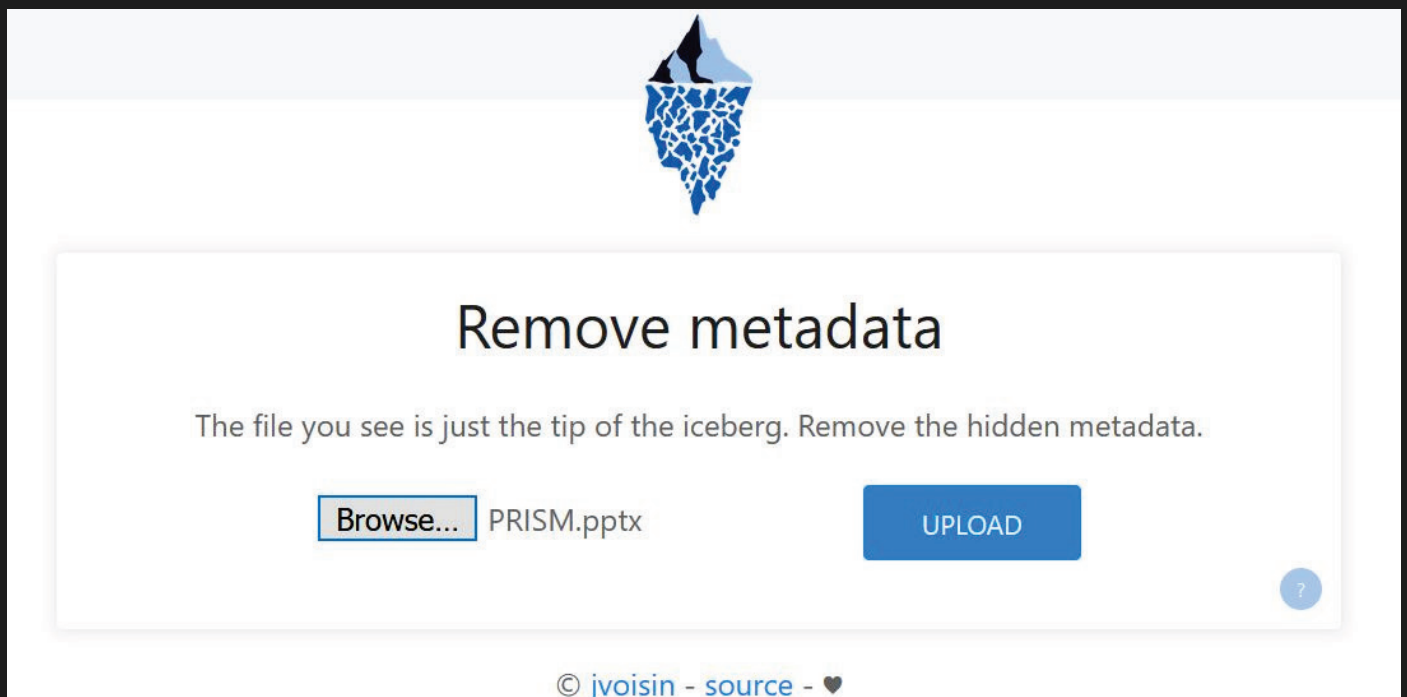 Remove metadata
The file you see is just the tip of the iceberg. Remove the hidden metadata.
Browse... PRISM.pptx UPLOAD
?
© jvoisin - source - ♥